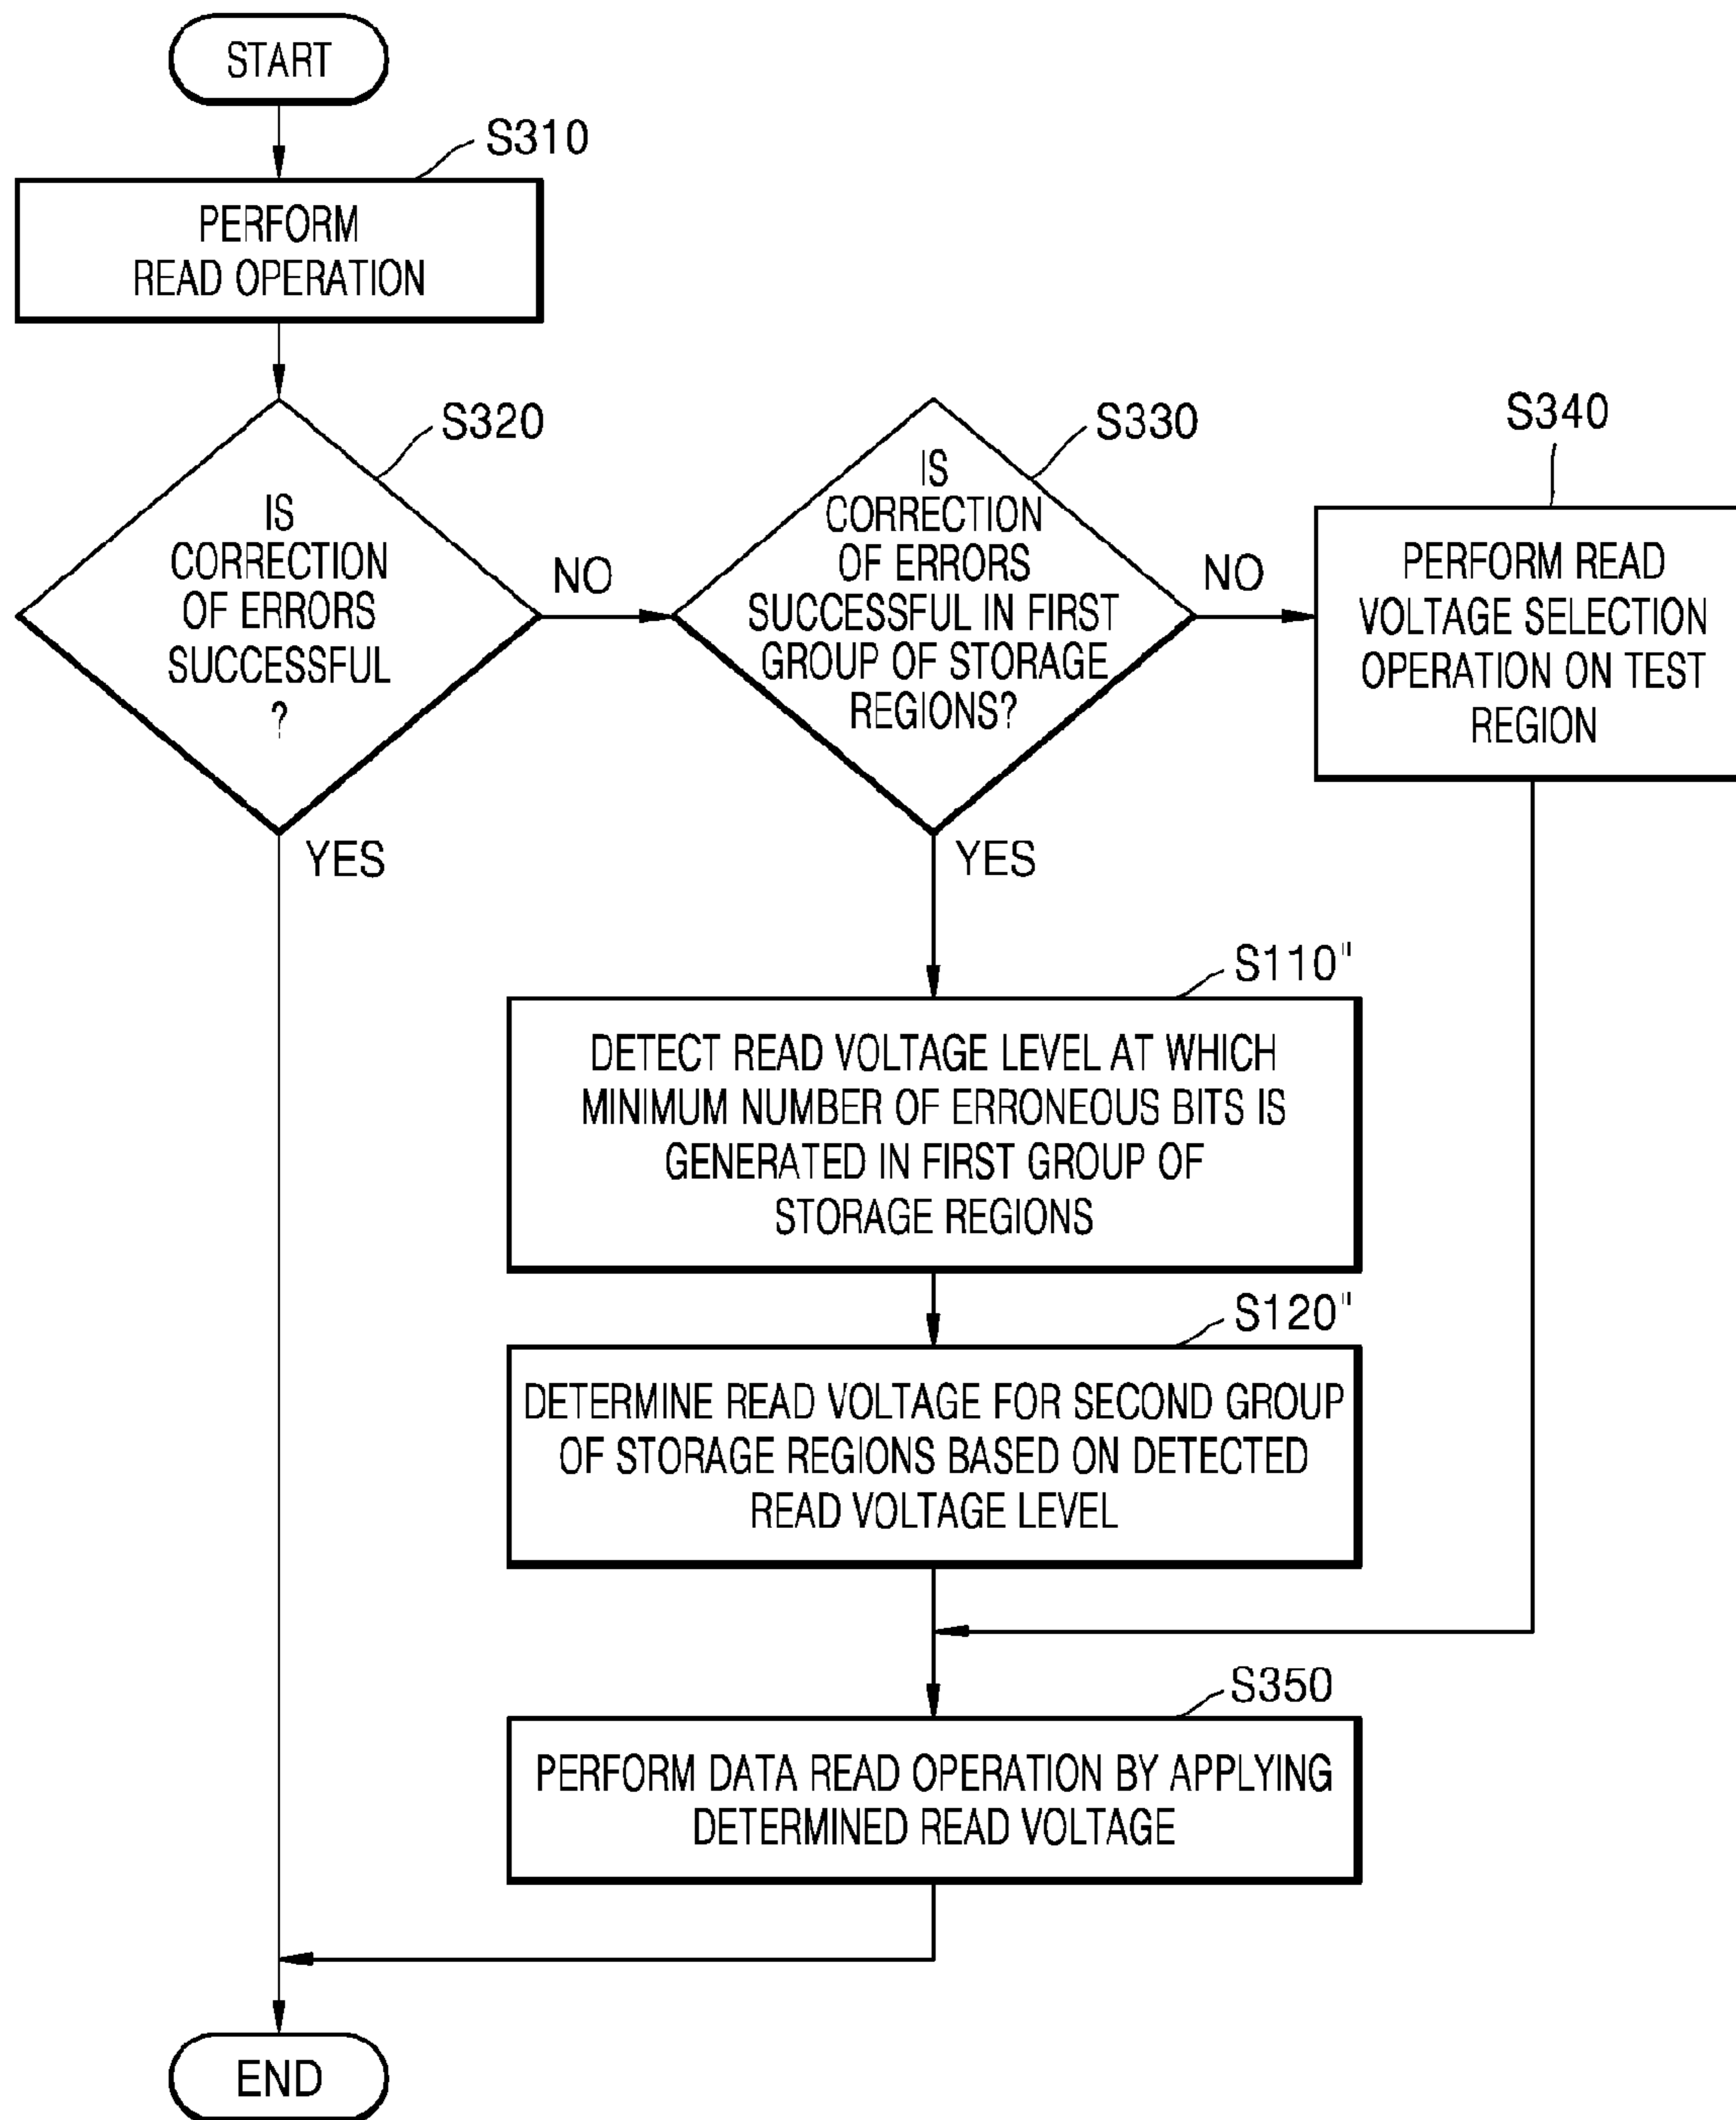 START
S310
PERFORM
READ OPERATION
S320
IS
CORRECTION
OF ERRORS
SUCCESSFUL
?
NO
YES
S330
IS
CORRECTION
OF ERRORS
SUCCESSFUL IN FIRST
GROUP OF STORAGE
REGIONS?
NO
YES
S340
PERFORM READ
VOLTAGE SELECTION
OPERATION ON TEST
REGION
S110"
DETECT READ VOLTAGE LEVEL AT WHICH
MINIMUM NUMBER OF ERRONEOUS BITS IS
GENERATED IN FIRST GROUP OF
STORAGE REGIONS
S120"
DETERMINE READ VOLTAGE FOR SECOND GROUP
OF STORAGE REGIONS BASED ON DETECTED
READ VOLTAGE LEVEL
S350
PERFORM DATA READ OPERATION BY APPLYING
DETERMINED READ VOLTAGE
END